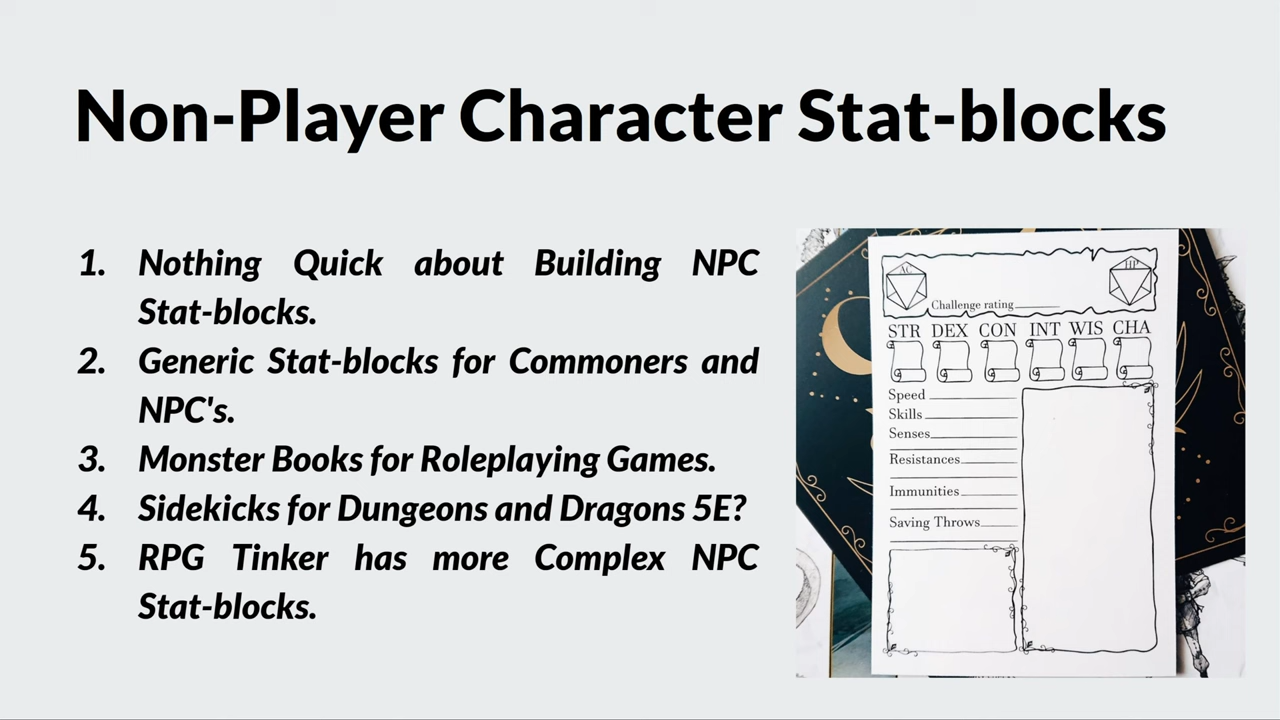 Non-Player Character Stat-blocks
1. Nothing Quick about Building NPC
Stat-blocks.
2. Generic Stat-blocks for Commoners and
NPC's.
3. Monster Books for Roleplaying Games.
4. Sidekicks for Dungeons and Dragons 5E?
5. RPG Tinker has more Complex NPC
Stat-blocks.
AC
HP
Challenge rating
STR DEX CON INT WIS CHA
Speed
Skills
Senses
Resistances
Immunities
Saving Throws